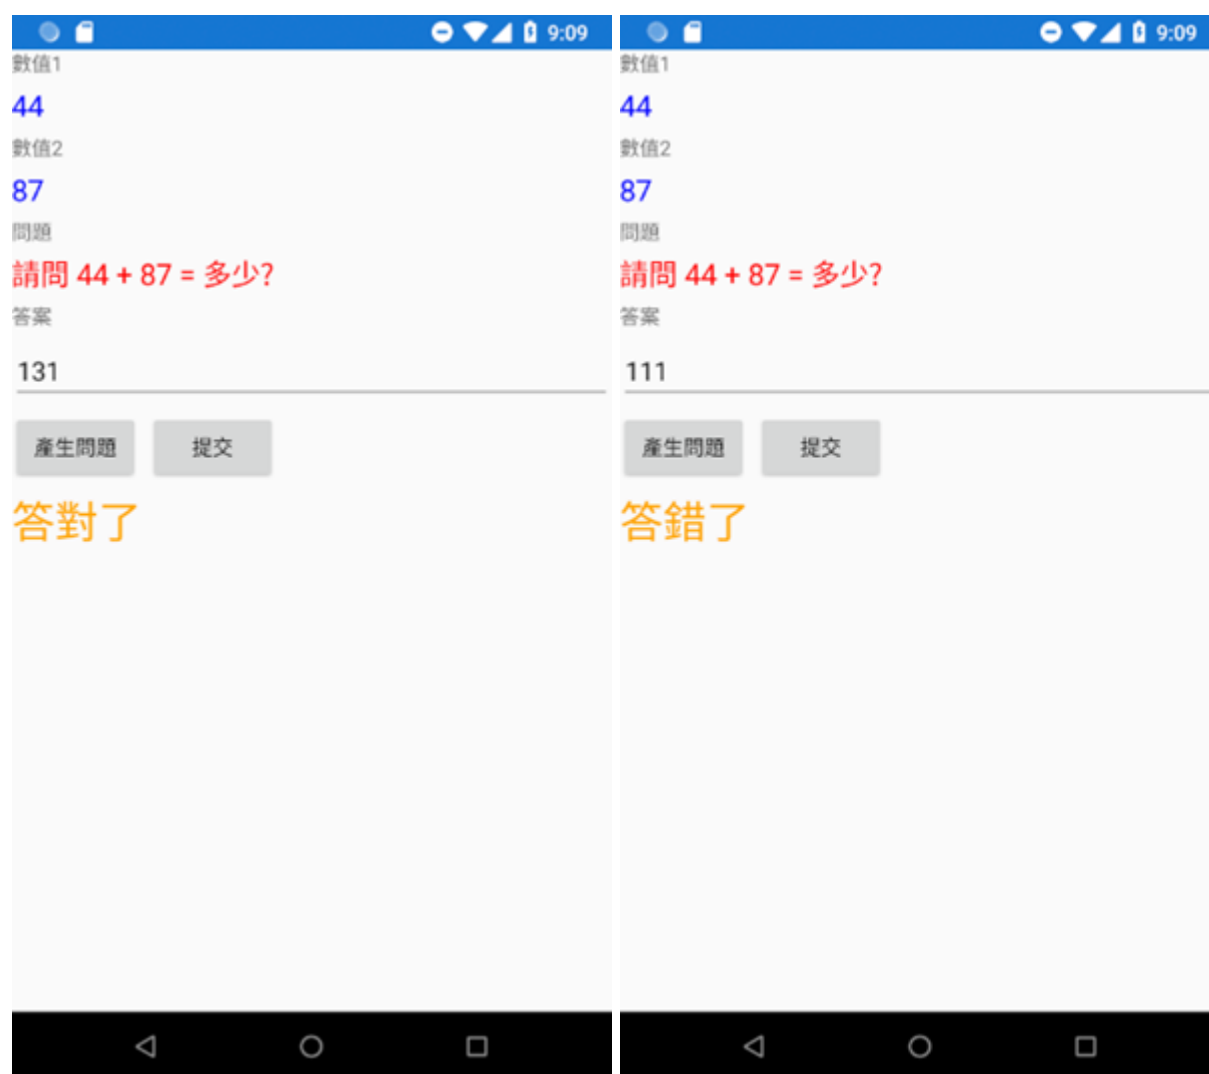 9:09
數值1
44
數值2
87
問題
請問 44 + 87 = 多少?
答案
131
產生問題 提交
答對了
9:09
數值1
44
數值2
87
問題
請問 44 + 87 = 多少?
答案
111
產生問題 提交
答錯了